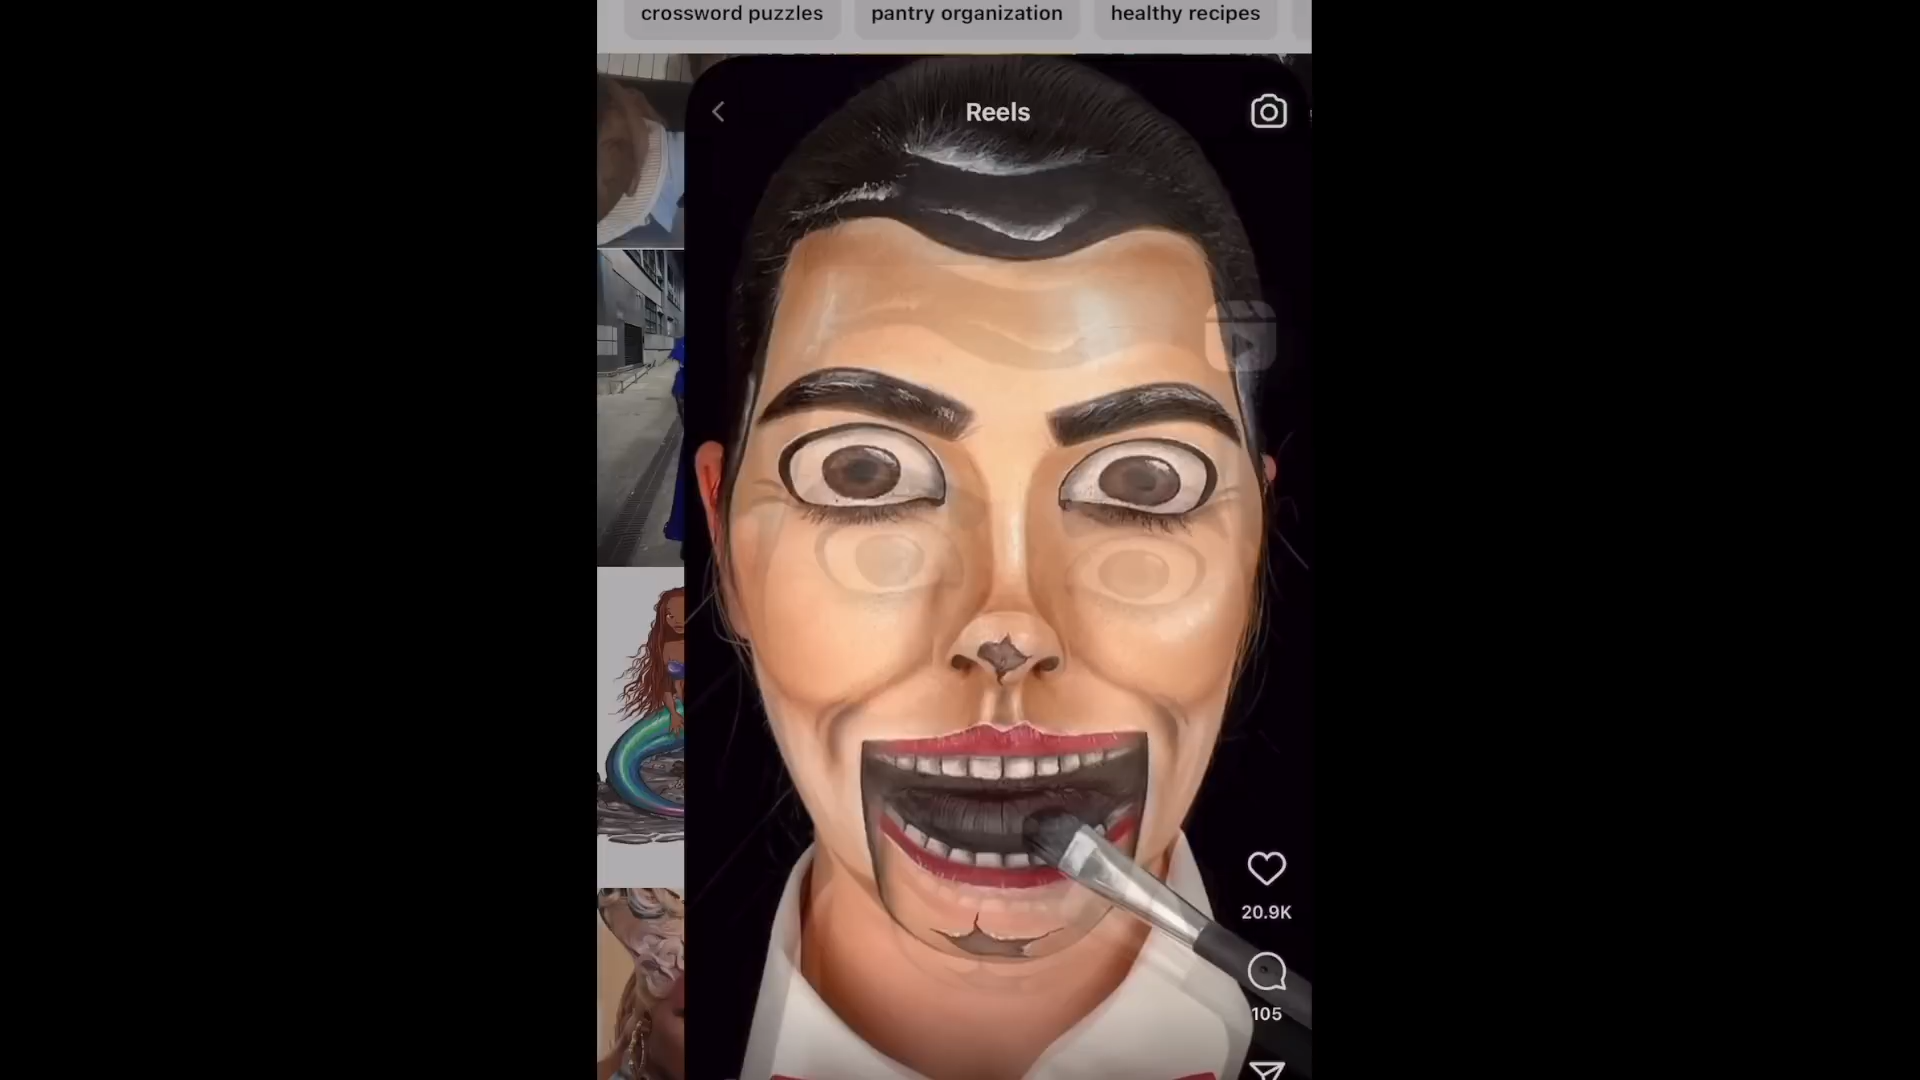 crossword puzzles
pantry organization
healthy recipes
Reels
20.9K
105